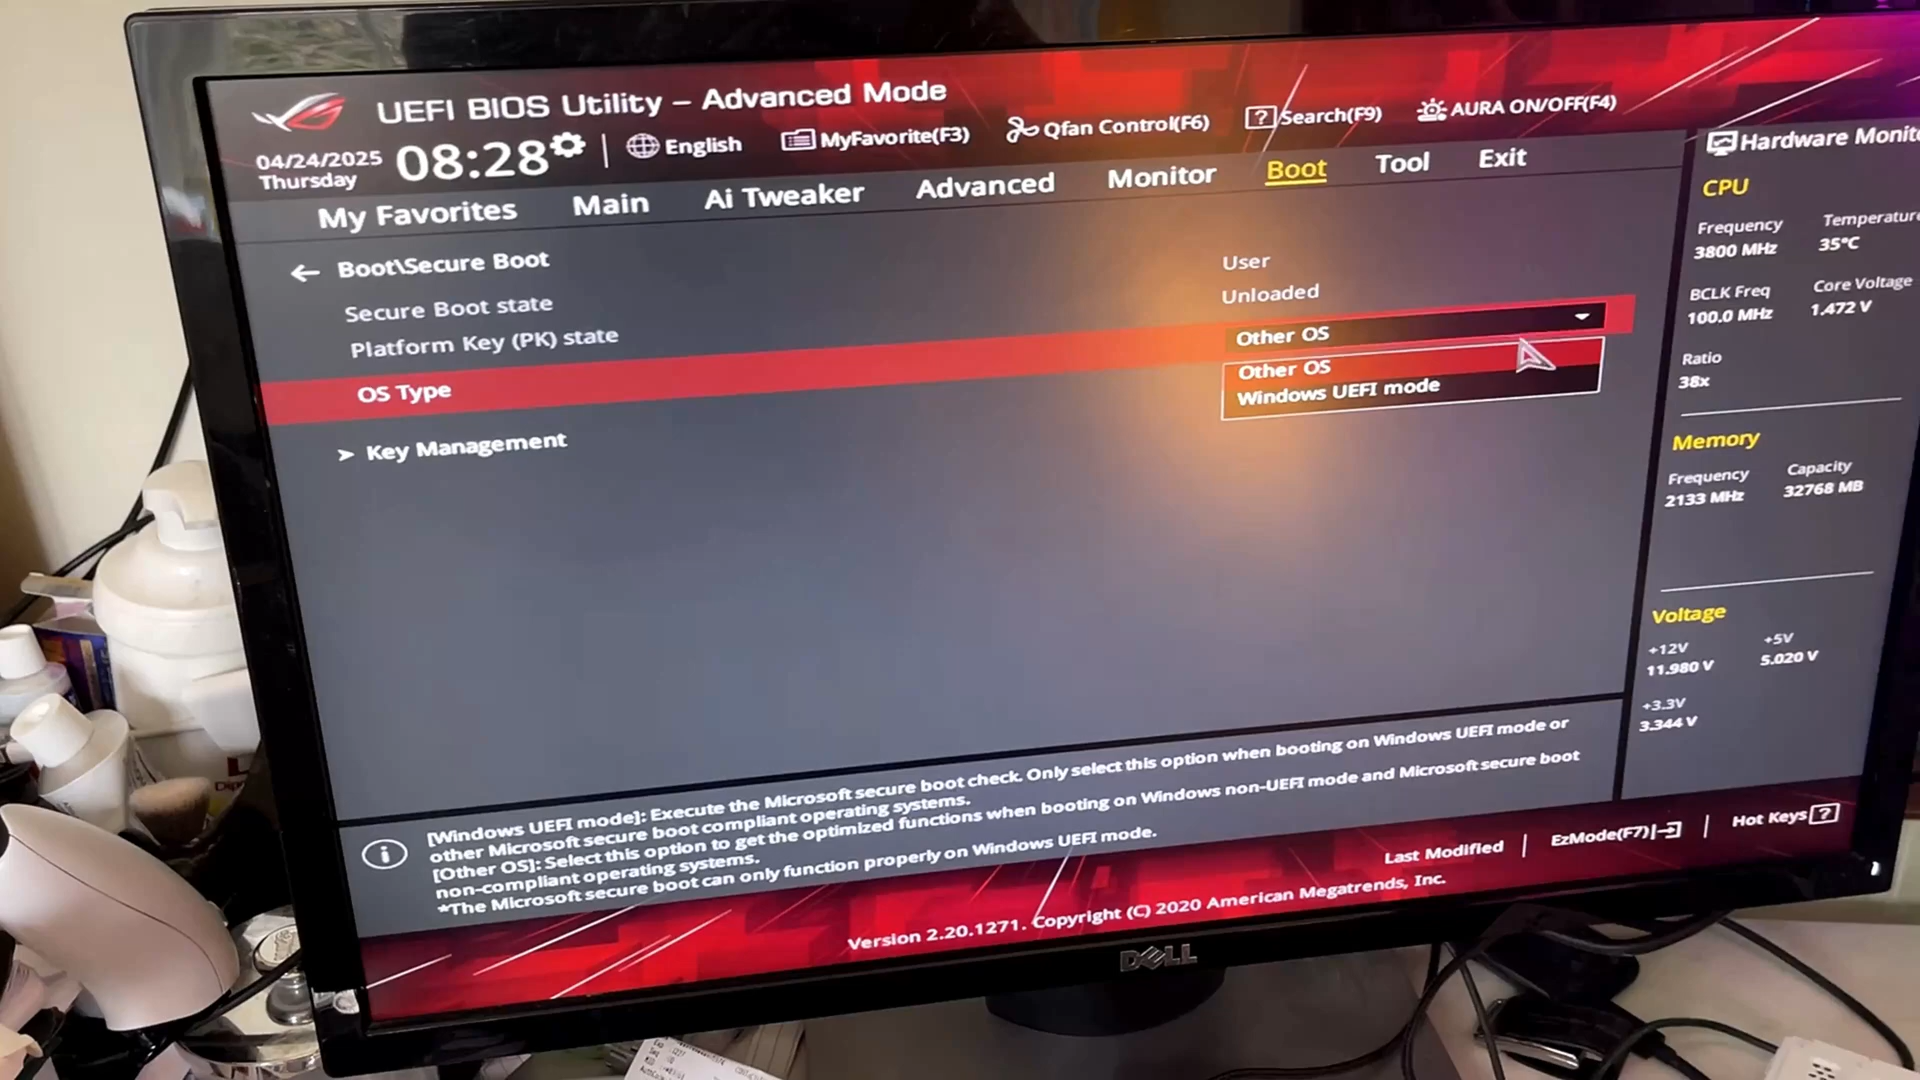 UEFI BIOS Utility – Advanced Mode
04/24/2025
Thursday
08:28
English
MyFavorite(F3)
Qfan Control(F6)
Search(F9)
AURA ON/OFF(F4)
My Favorites
Main
Ai Tweaker
Advanced
Monitor
Boot
Tool
Exit
Boot\Secure Boot
Secure Boot state
User
Platform Key (PK) state
Unloaded
OS Type
Other OS
Other OS
Windows UEFI mode
Key Management
Hardware
CPU
Frequency
Temperature
3800 MHz
35°C
BCLK Freq
Core Voltage
100.0 MHz
1.472 V
Ratio
38x
Memory
Frequency
Capacity
2133 MHz
32768 MB
Voltage
+12V
+5V
11.980 V
5.020 V
+3.3V
3.344 V
[Windows UEFI mode]: Execute the Microsoft secure boot check. Only select this option when booting on Windows UEFI mode or
other Microsoft secure boot compliant operating systems.
[Other OS]: Select this option to get the optimized functions when booting on Windows non-UEFI mode and Microsoft secure boot
non-compliant operating systems.
*The Microsoft secure boot can only function properly on Windows UEFI mode.
Last Modified
EzMode(F7)
Hot Keys ?
Version 2.20.1271. Copyright (C) 2020 American Megatrends, Inc.
DELL